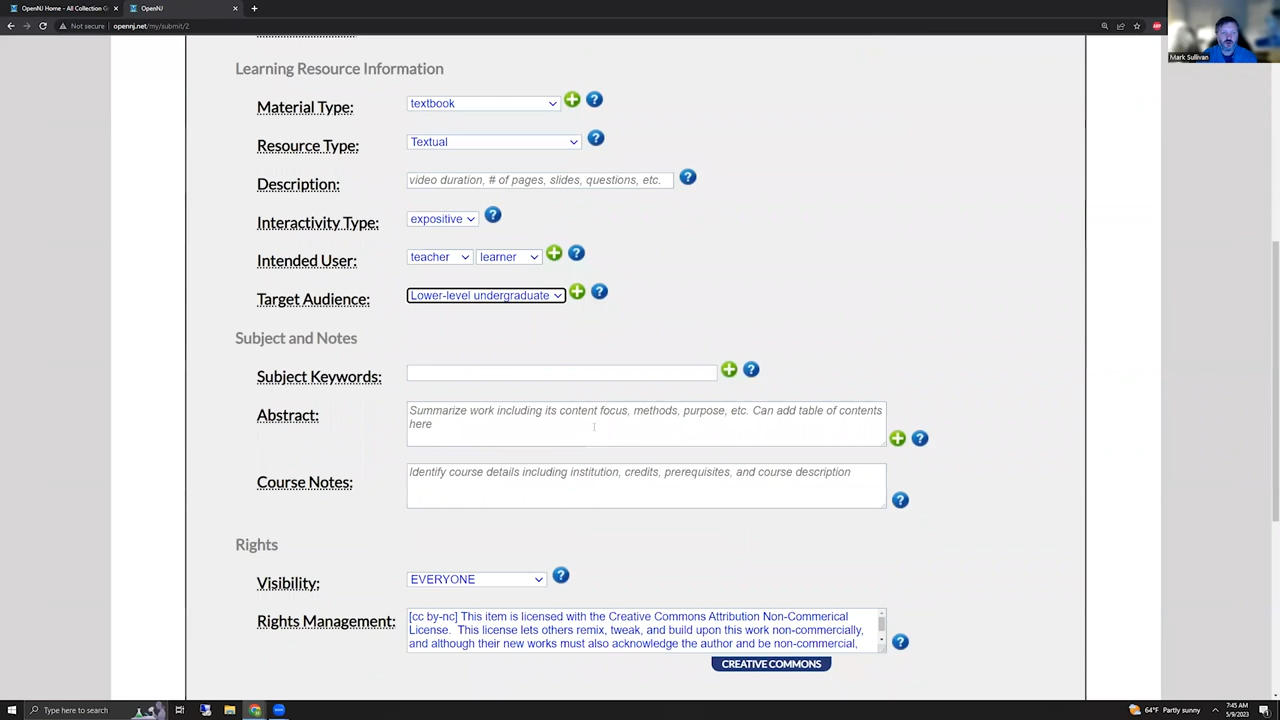 OpenNJ Home - All Collection G
OpenNJ
Not secure
opennj.net/my/submit/2
Mark Sullivan
Learning Resource Information
Material Type:
textbook
Resource Type:
Textual
Description:
video duration, # of pages, slides, questions, etc.
Interactivity Type:
expositive
Intended User:
teacher
learner
Target Audience:
Lower-level undergraduate
Subject and Notes
Subject Keywords:
Abstract:
Summarize work including its content focus, methods, purpose, etc. Can add table of contents
here
Course Notes:
Identify course details including institution, credits, prerequisites, and course description
Rights
Visibility:
EVERYONE
Rights Management:
[cc by-nc] This item is licensed with the Creative Commons Attribution Non-Commerical
License. This license lets others remix, tweak, and build upon this work non-commercially,
and although their new works must also acknowledge the author and be non-commercial,
CREATIVE COMMONS
Type here to search
64°F Partly sunny
7:45 AM
5/9/2023